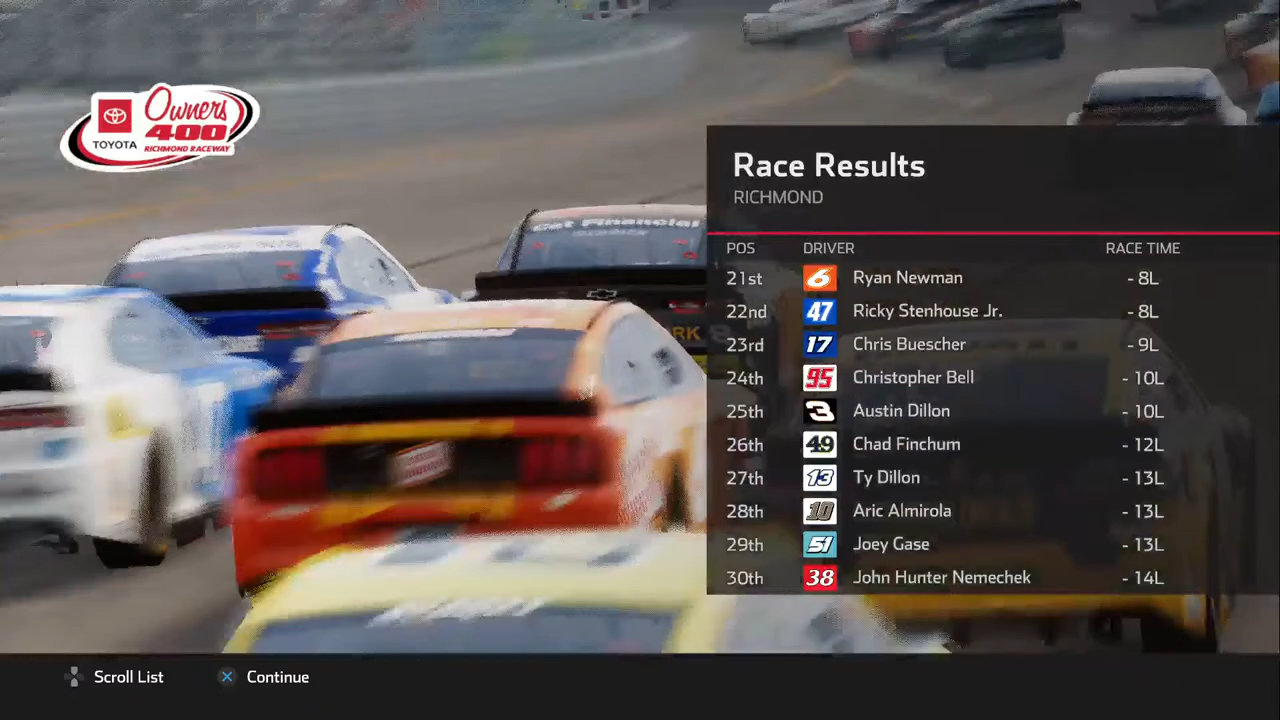 Owners
400
TOYOTA
RICHMOND RACEWAY
Race Results
RICHMOND
POS DRIVER RACE TIME
21st 6 Ryan Newman - 8L
22nd 47 Ricky Stenhouse Jr. - 8L
23rd 17 Chris Buescher - 9L
24th 95 Christopher Bell - 10L
25th 3 Austin Dillon - 10L
26th 49 Chad Finchum - 12L
27th 13 Ty Dillon - 13L
28th 10 Aric Almirola - 13L
29th 51 Joey Gase - 13L
30th 38 John Hunter Nemechek - 14L
Scroll List Continue